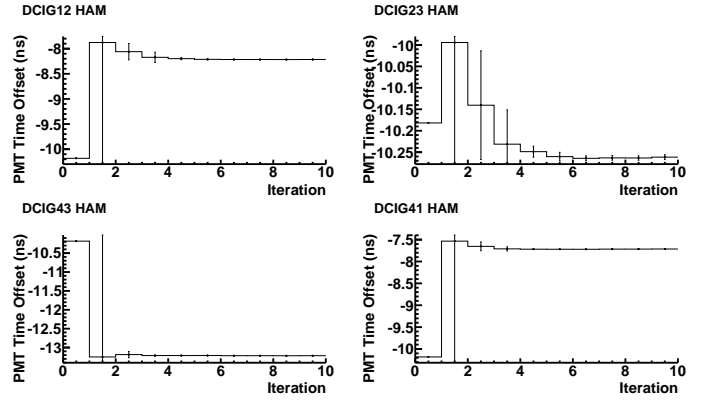 DCIG12 HAM
PMT Time Offset (ns)
-8
-8.5
-9
-9.5
-10
0 2 4 6 8 10
Iteration
DCIG23 HAM
PMT Time Offset (ns)
-10
-10.05
-10.1
-10.15
-10.2
-10.25
0 2 4 6 8 10
Iteration
DCIG43 HAM
PMT Time Offset (ns)
-10.5
-11
-11.5
-12
-12.5
-13
0 2 4 6 8 10
Iteration
DCIG41 HAM
PMT Time Offset (ns)
-7.5
-8
-8.5
-9
-9.5
-10
0 2 4 6 8 10
Iteration